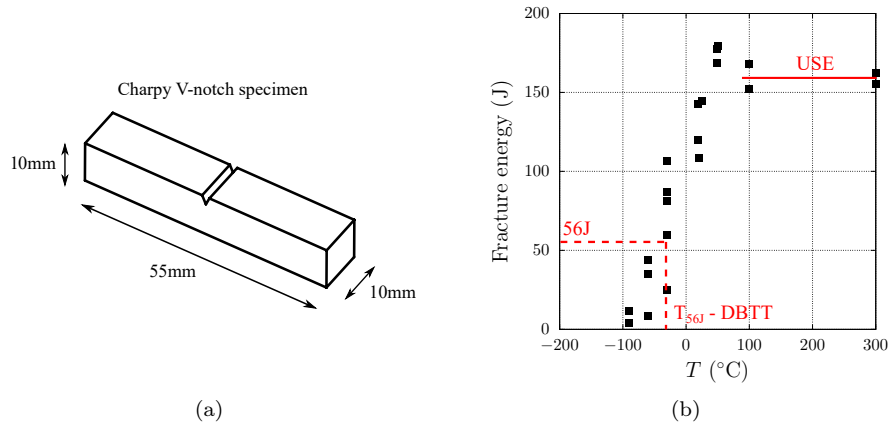 Charpy V-notch specimen
10mm
55mm
10mm
(a)
Fracture energy (J)
200
150
100
50
0
USE
56J
T₅₆J - DBTT
−200 −100 0 100 200 300
T (°C)
(b)